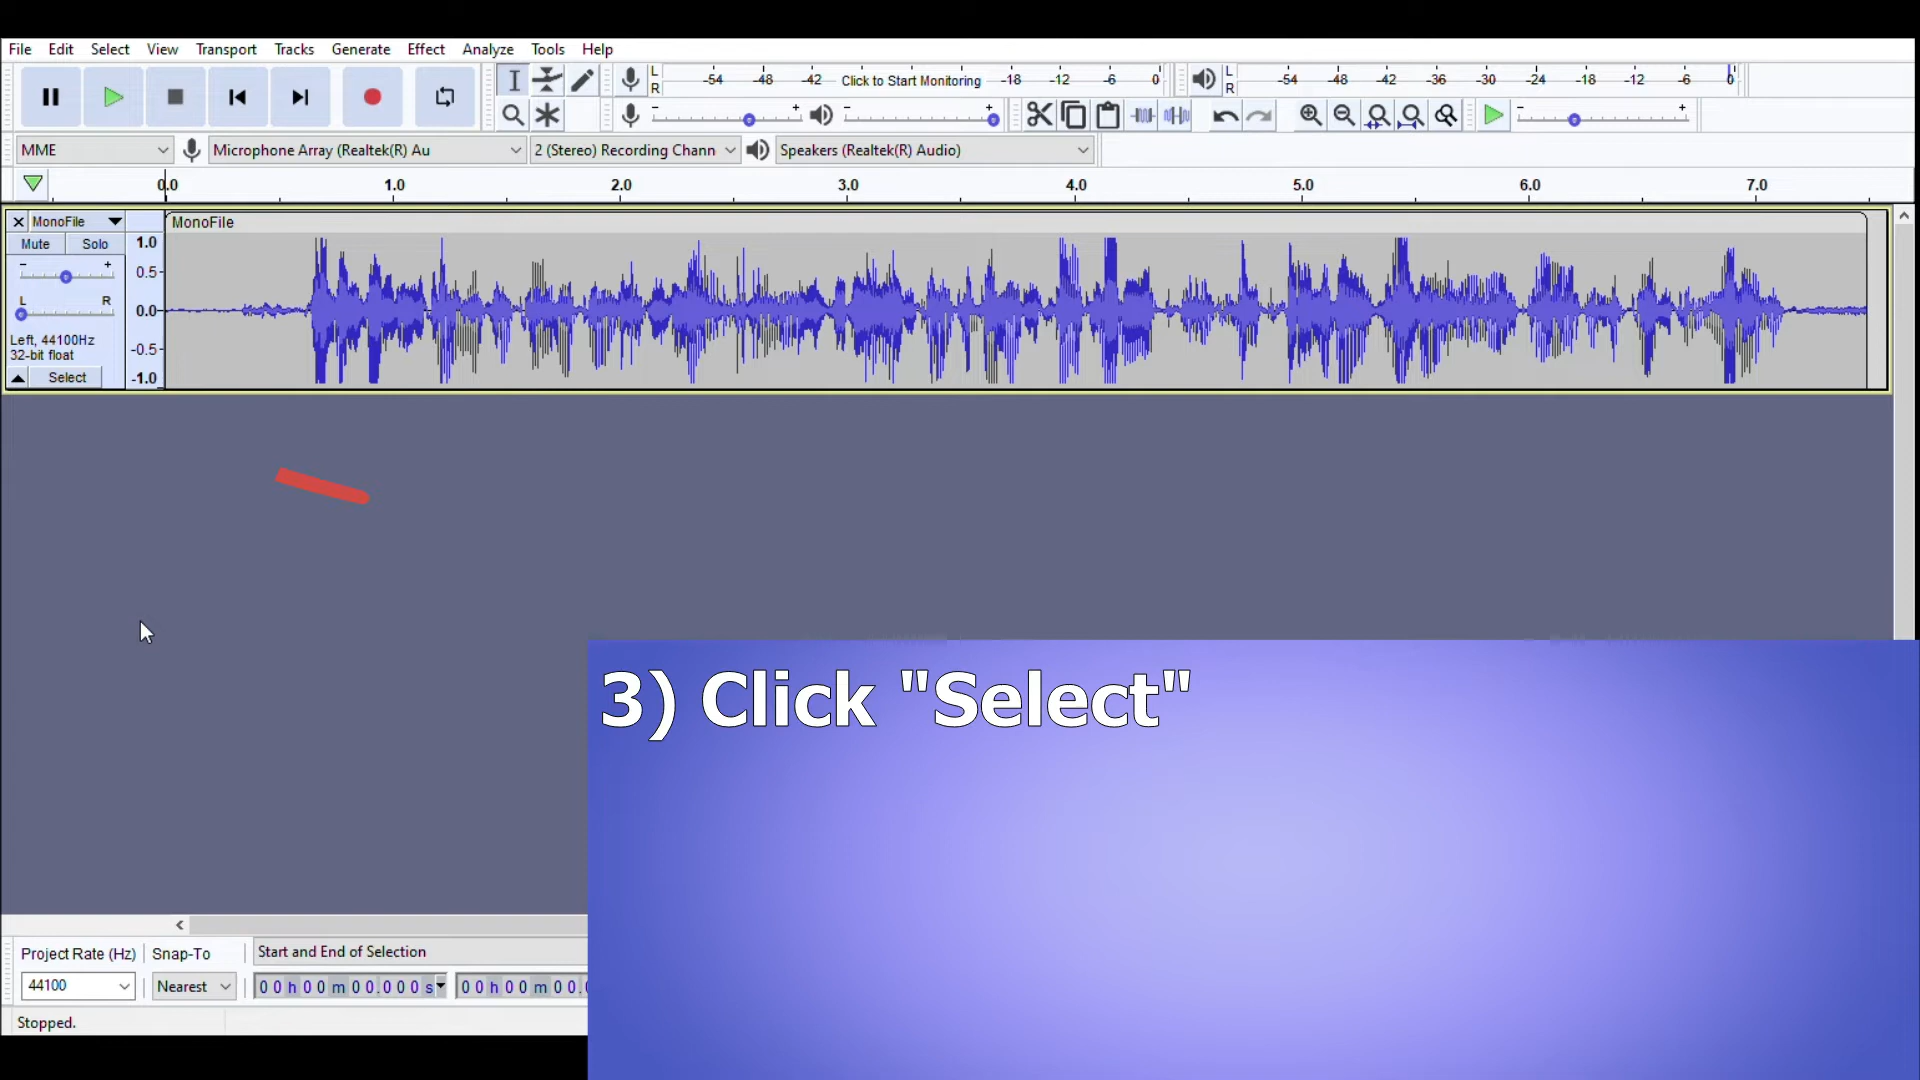 File Edit Select View Transport Tracks Generate Effect Analyze Tools Help
L R -54 -48 -42 Click to Start Monitoring -18 -12 -6 0 L R -54 -48 -42 -36 -30 -24 -18 -12 -6 0
- + - + - +
MME Microphone Array (Realtek(R) Au 2 (Stereo) Recording Chann Speakers (Realtek(R) Audio)
0.0 1.0 2.0 3.0 4.0 5.0 6.0 7.0
MonoFile MonoFile
Mute Solo 1.0
- + 0.5
L R 0.0
Left, 44100Hz
32-bit float -0.5
Select -1.0
3) Click "Select"
Project Rate (Hz) Snap-To Start and End of Selection
44100 Nearest 00h00m00.000s 00h00m00.
Stopped.